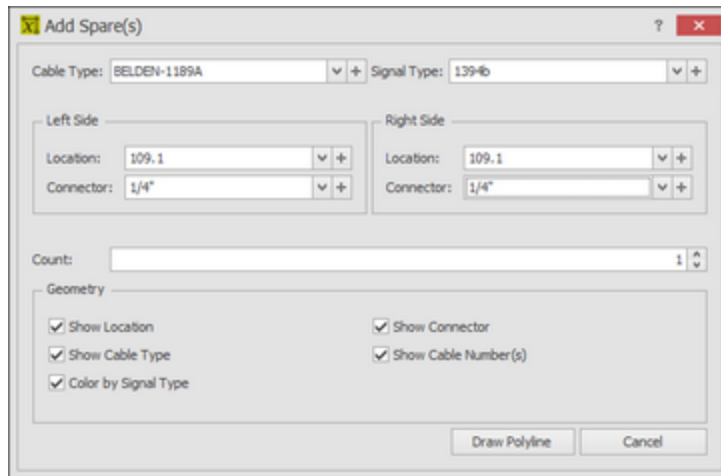 Add Spare(s) ?
Cable Type: BELDEN-1189A Signal Type: 1394b
Left Side Right Side
Location: 109.1 Location: 109.1
Connector: 1/4" Connector: 1/4"
Count: 1
Geometry
Show Location Show Connector
Show Cable Type Show Cable Number(s)
Color by Signal Type
Draw Polyline Cancel